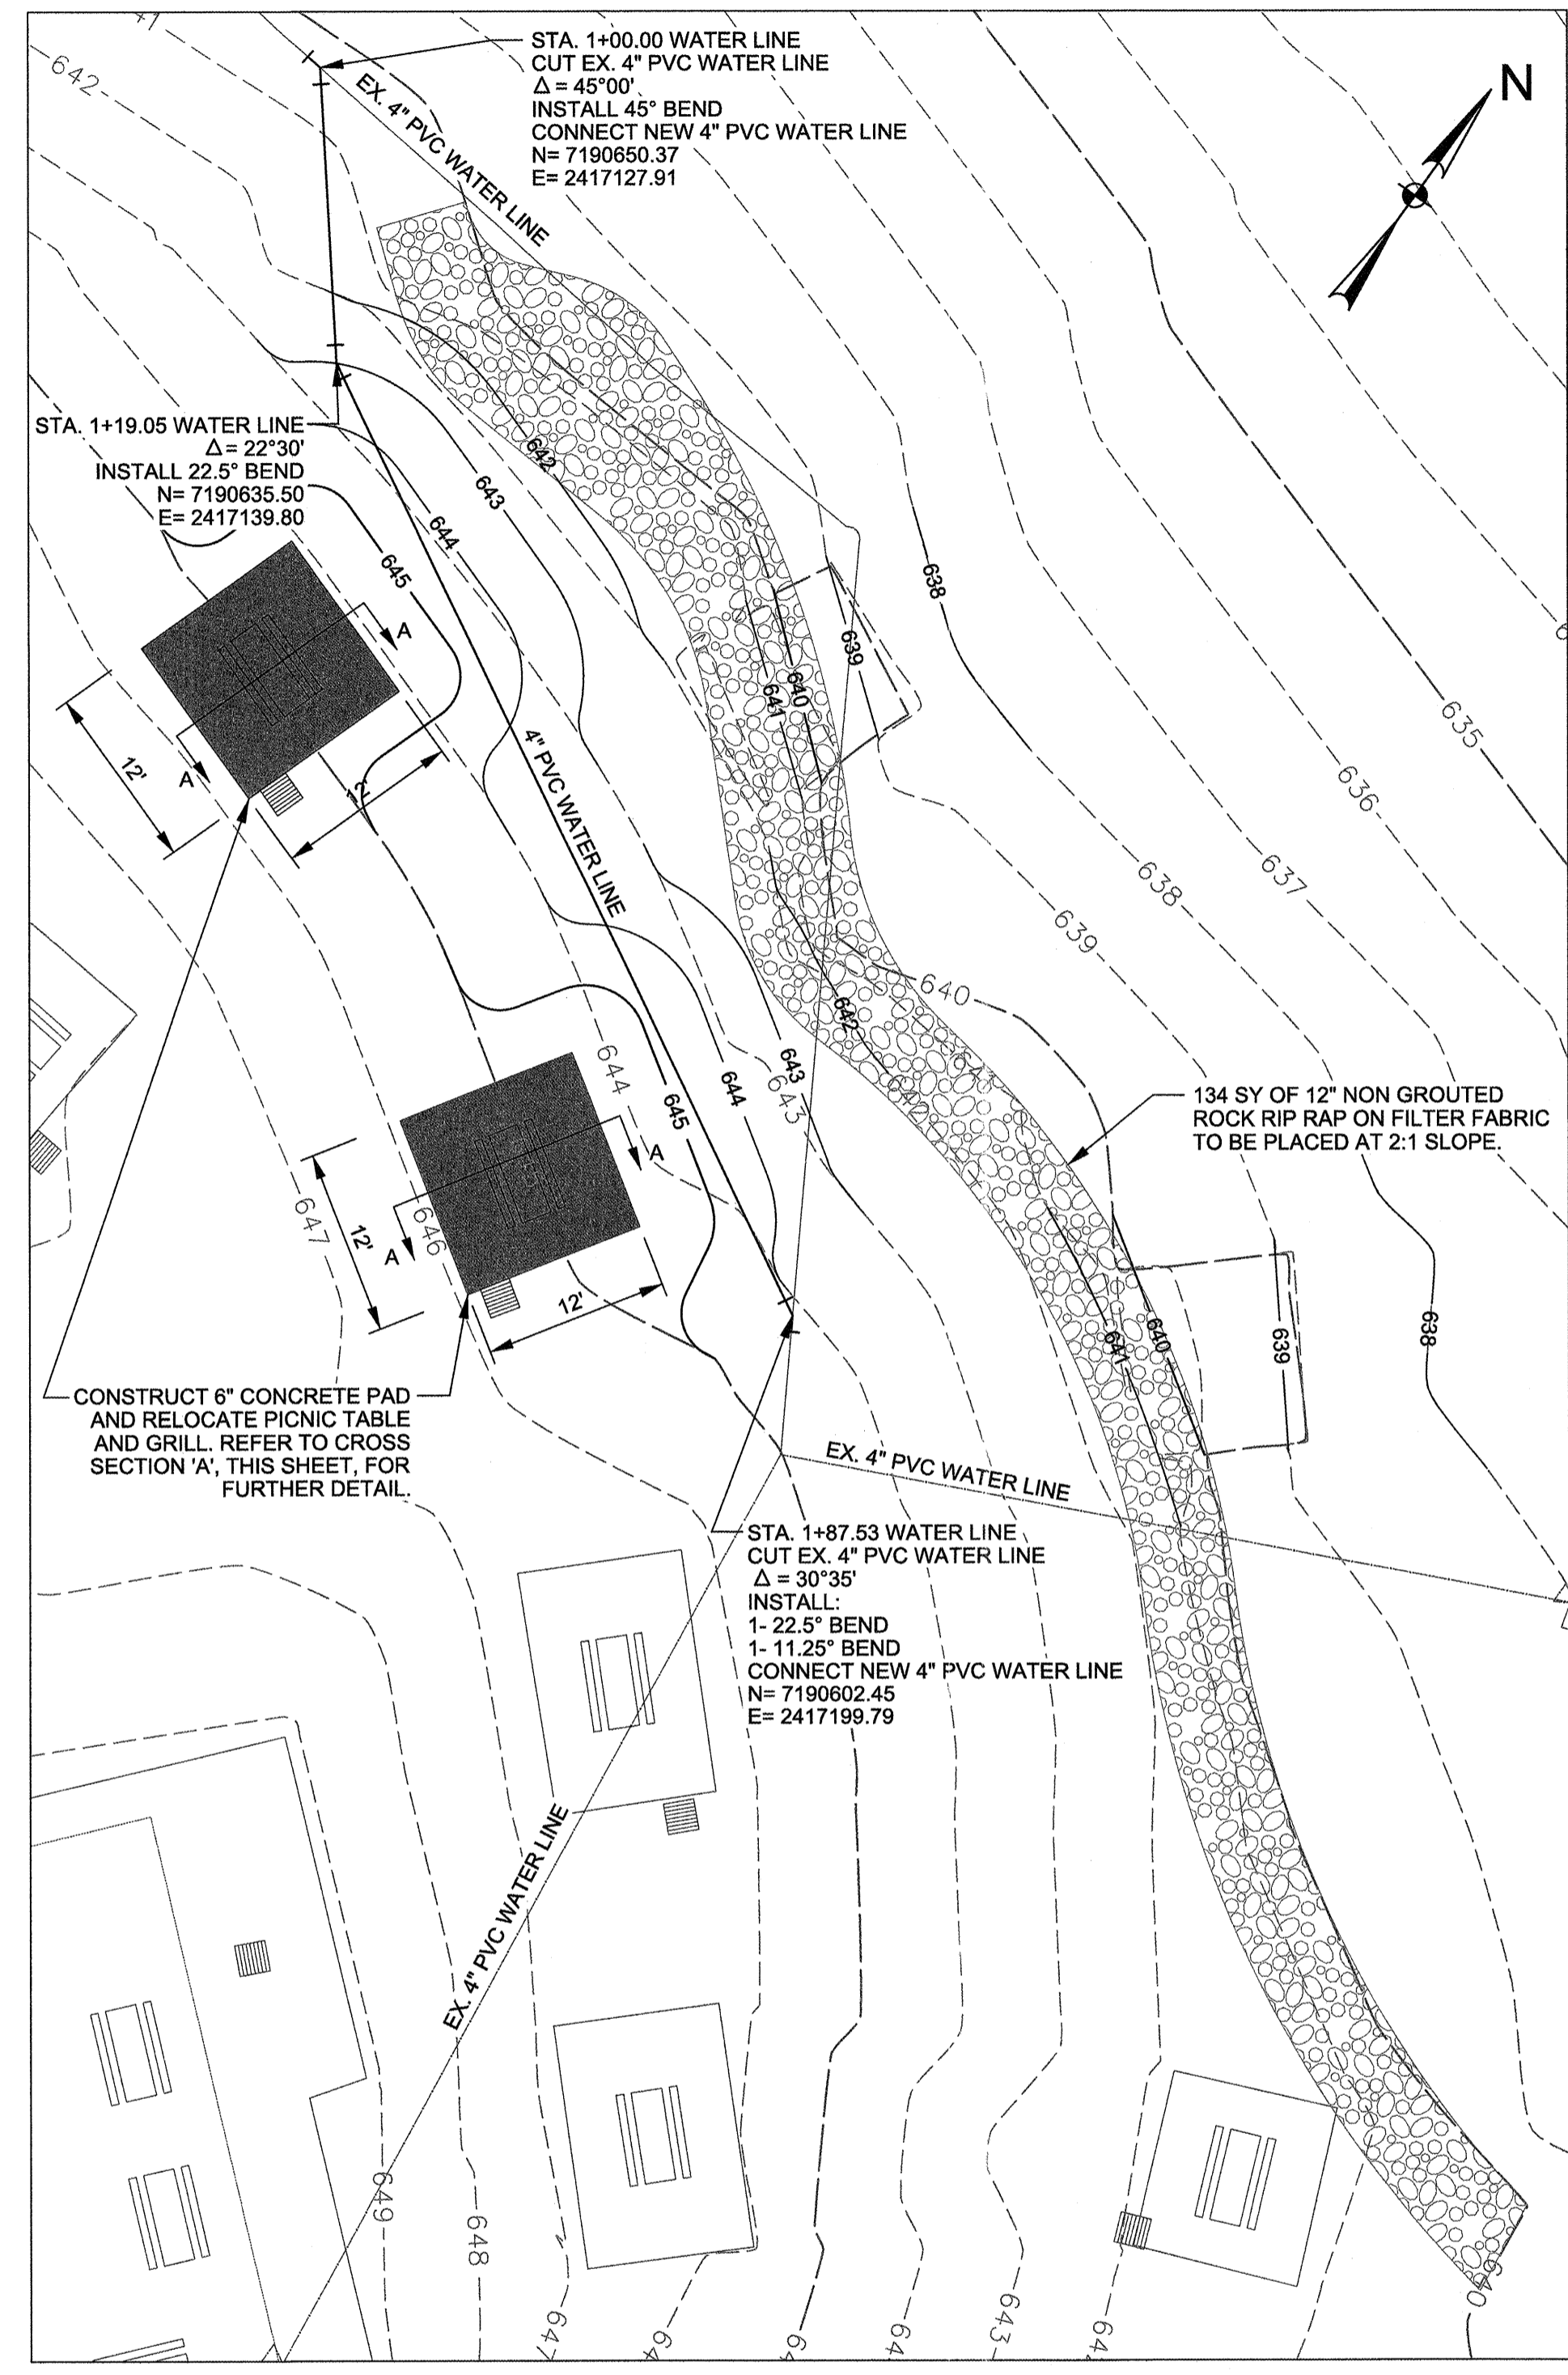 STA. 1+00.00 WATER LINE
CUT EX. 4" PVC WATER LINE
Δ = 45°00'
INSTALL 45° BEND
CONNECT NEW 4" PVC WATER LINE
N= 7190650.37
E= 2417127.91
N
642
EX. 4" PVC WATER LINE
STA. 1+19.05 WATER LINE
Δ = 22°30'
INSTALL 22.5° BEND
N= 7190635.50
E= 2417139.80
642
643
644
645
638
639
640
641
635
636
637
638
639
A
A
12'
12'
4" PVC WATER LINE
640
642
643
643
644
644
645
641
642
134 SY OF 12" NON GROUTED
ROCK RIP RAP ON FILTER FABRIC
TO BE PLACED AT 2:1 SLOPE.
A
A
647
646
12'
12'
640
641
639
638
CONSTRUCT 6" CONCRETE PAD
AND RELOCATE PICNIC TABLE
AND GRILL. REFER TO CROSS
SECTION 'A', THIS SHEET, FOR
FURTHER DETAIL.
EX. 4" PVC WATER LINE
STA. 1+87.53 WATER LINE
CUT EX. 4" PVC WATER LINE
Δ = 30°35'
INSTALL:
1- 22.5° BEND
1- 11.25° BEND
CONNECT NEW 4" PVC WATER LINE
N= 7190602.45
E= 2417199.79
EX. 4" PVC WATER LINE
649
648
647
643
640